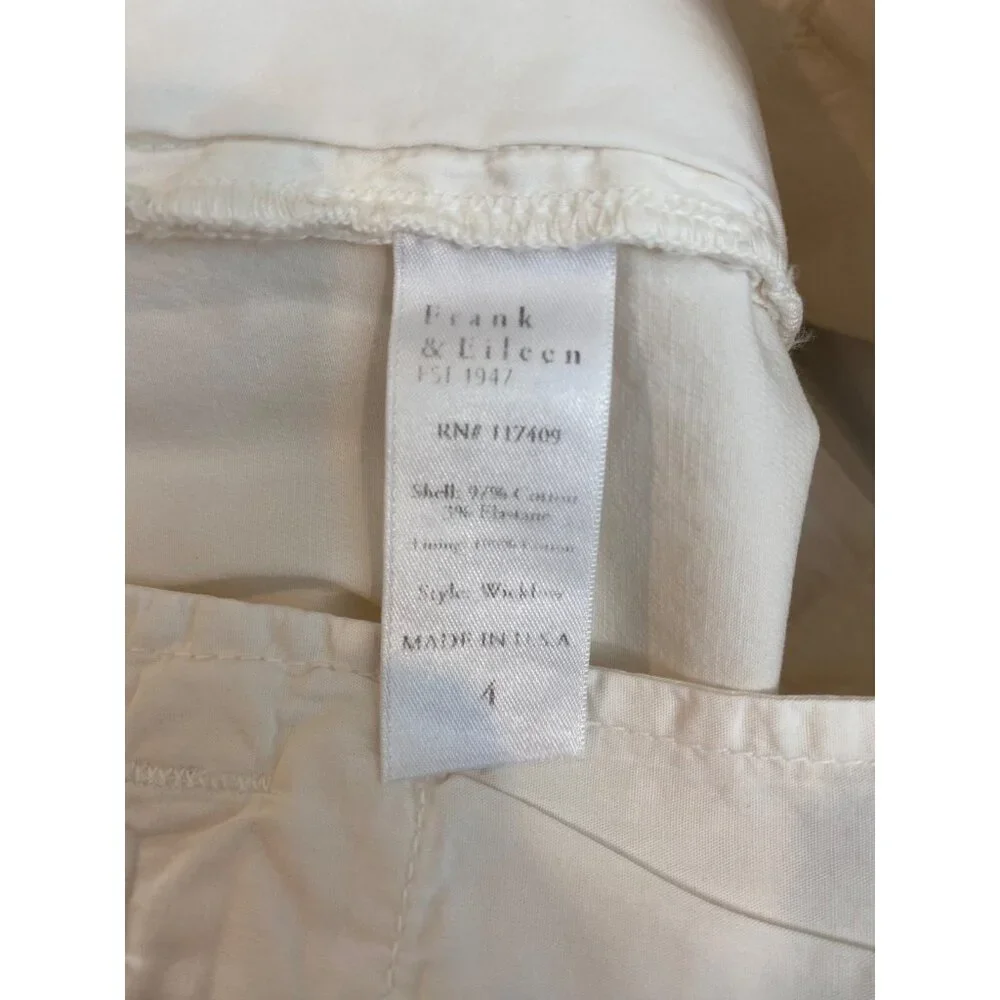 Frank
& Eileen
EST 1947
RN# 117409
Shell: 97% Cotton
3% Elastane
Lining: 100% Cotton
Style: Wicklow
MADE IN U.S.A
4